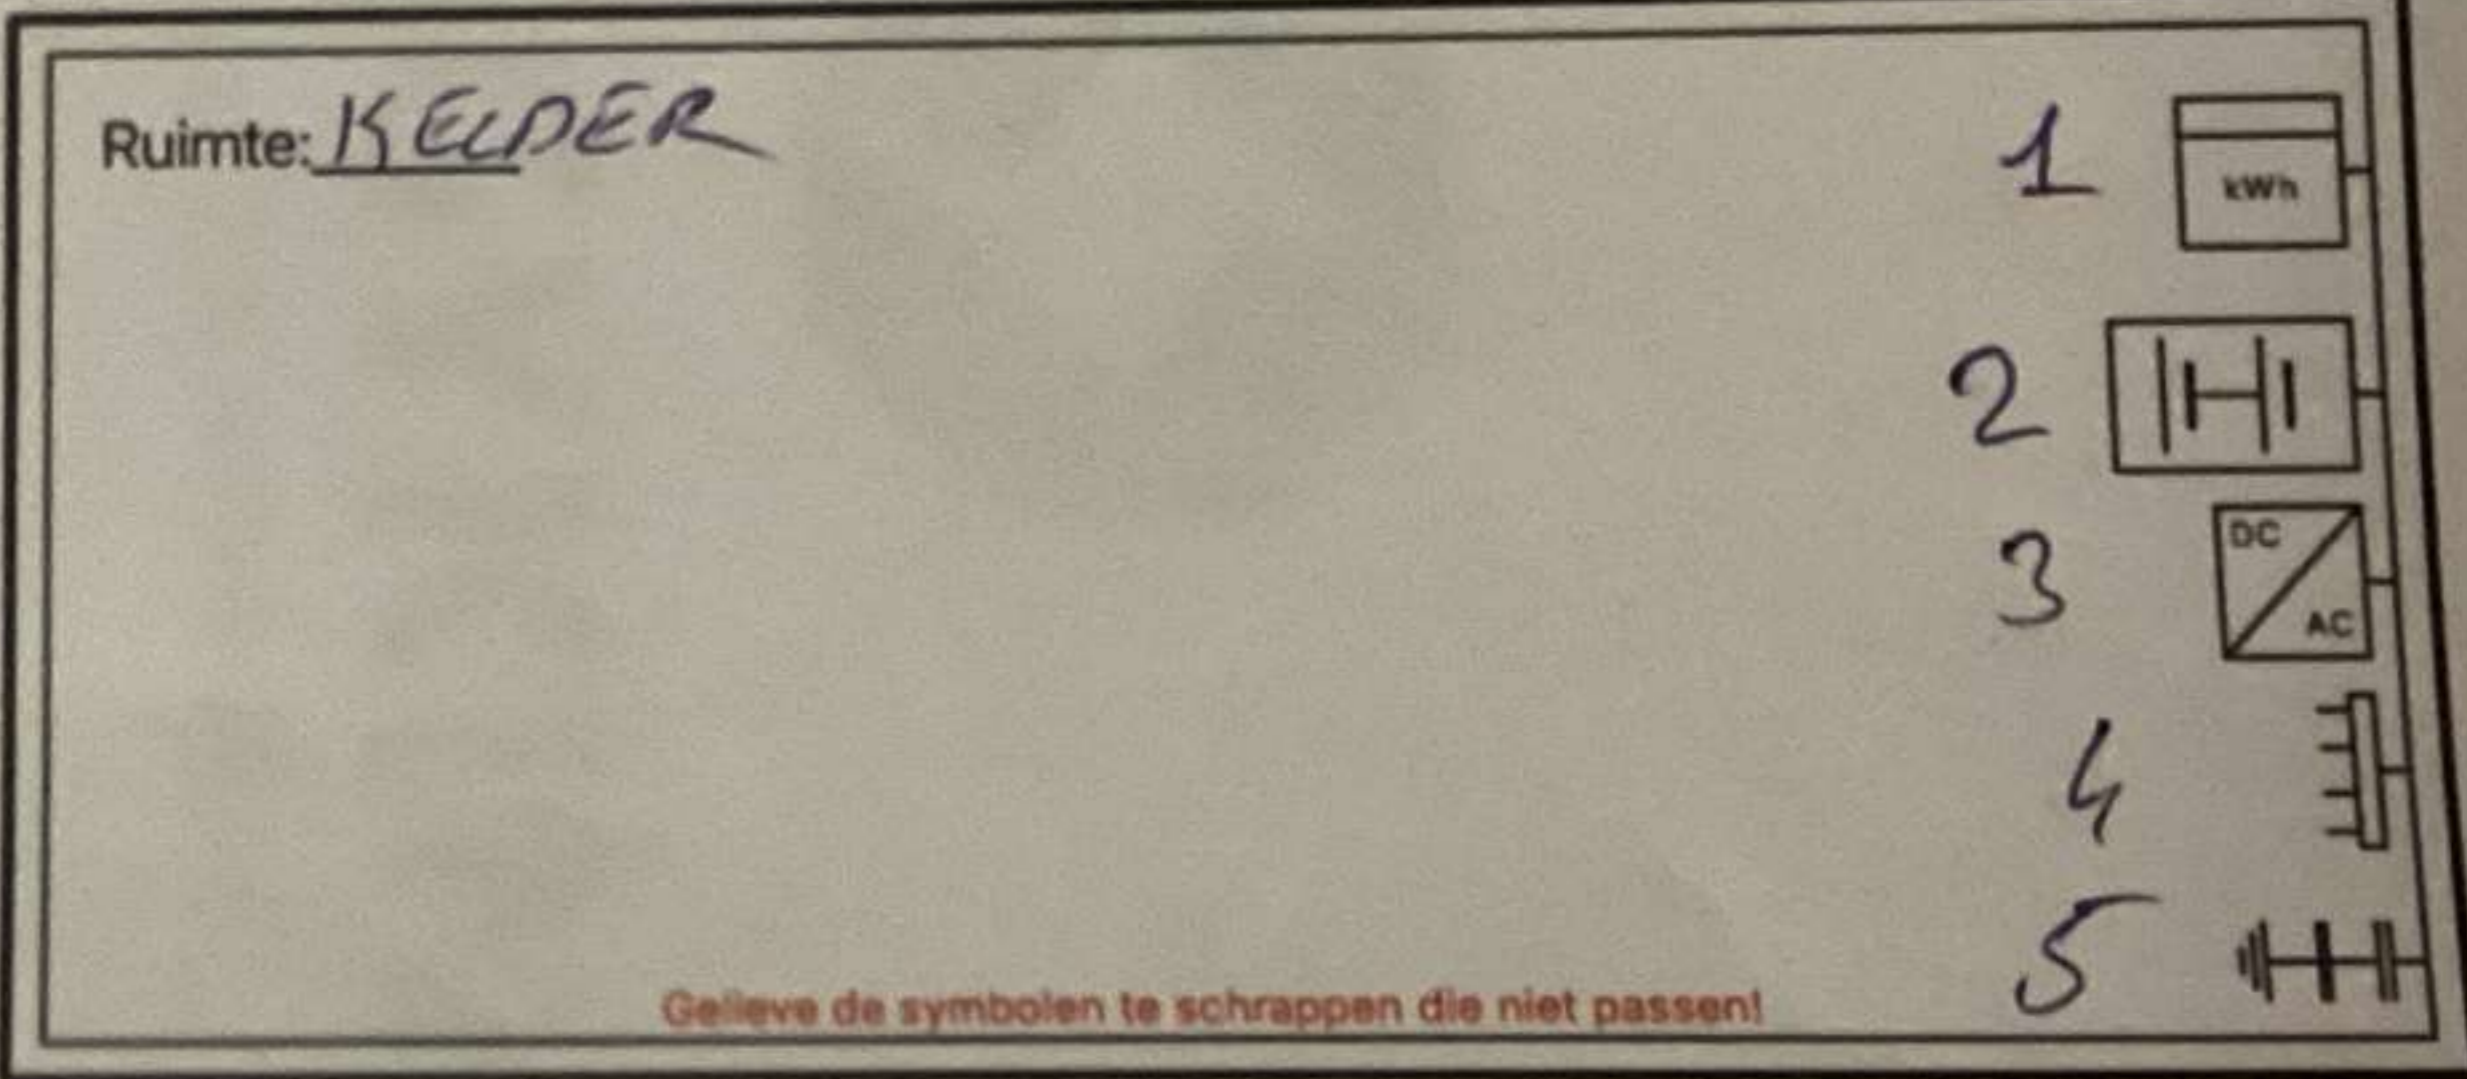 Ruimte: KELDER
1 kWh
2
3 DC AC
4
5
Gelieve de symbolen te schrappen die niet passen!